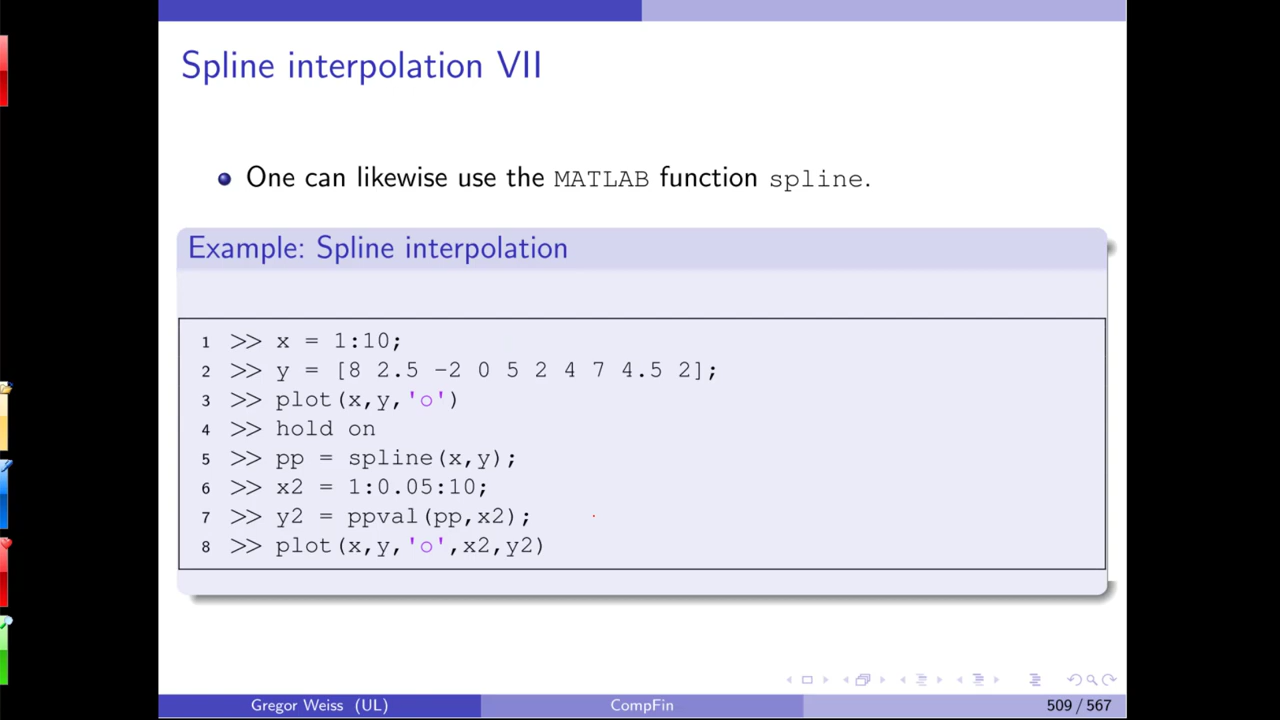 Spline interpolation VII
One can likewise use the MATLAB function spline.
Example: Spline interpolation
1 >> x = 1:10;
2 >> y = [8 2.5 -2 0 5 2 4 7 4.5 2];
3 >> plot(x,y,'o')
4 >> hold on
5 >> pp = spline(x,y);
6 >> x2 = 1:0.05:10;
7 >> y2 = ppval(pp,x2);
8 >> plot(x,y,'o',x2,y2)
Gregor Weiss (UL) CompFin 509 / 567